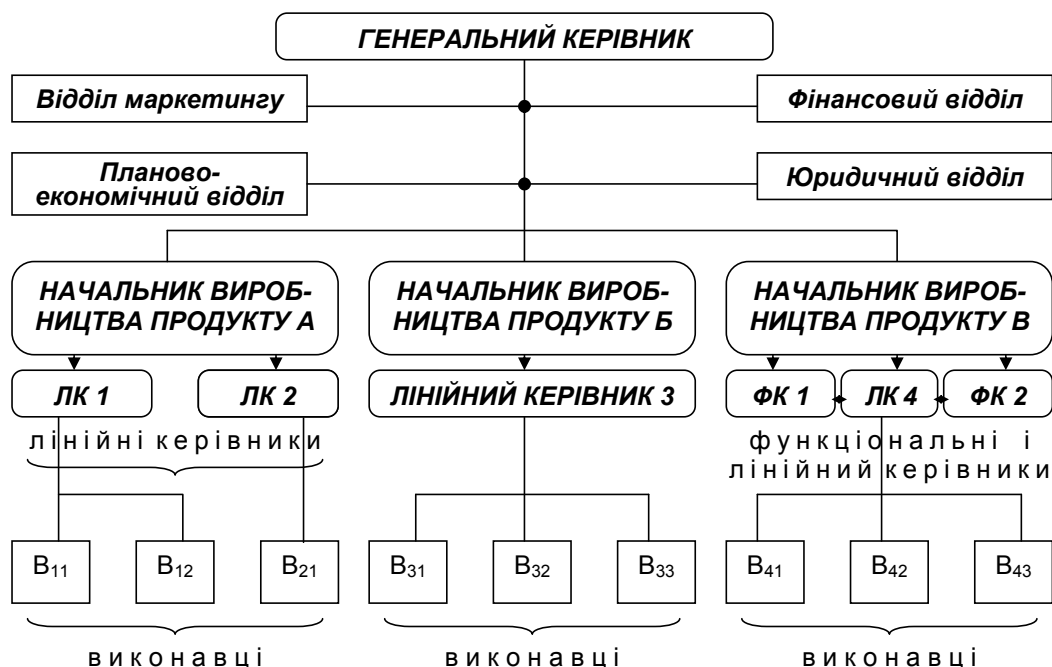 ГЕНЕРАЛЬНИЙ КЕРІВНИК
Відділ маркетингу
Фінансовий відділ
Планово-
економічний відділ
Юридичний відділ
НАЧАЛЬНИК ВИРОБ-
НИЦТВА ПРОДУКТУ А
НАЧАЛЬНИК ВИРОБ-
НИЦТВА ПРОДУКТУ Б
НАЧАЛЬНИК ВИРОБ-
НИЦТВА ПРОДУКТУ В
ЛК 1
ЛК 2
ЛІНІЙНИЙ КЕРІВНИК 3
ФК 1
ЛК 4
ФК 2
лінійні керівники
функціональні і
лінійний керівники
В₁₁
В₁₂
В₂₁
В₃₁
В₃₂
В₃₃
В₄₁
В₄₂
В₄₃
виконавці
виконавці
виконавці